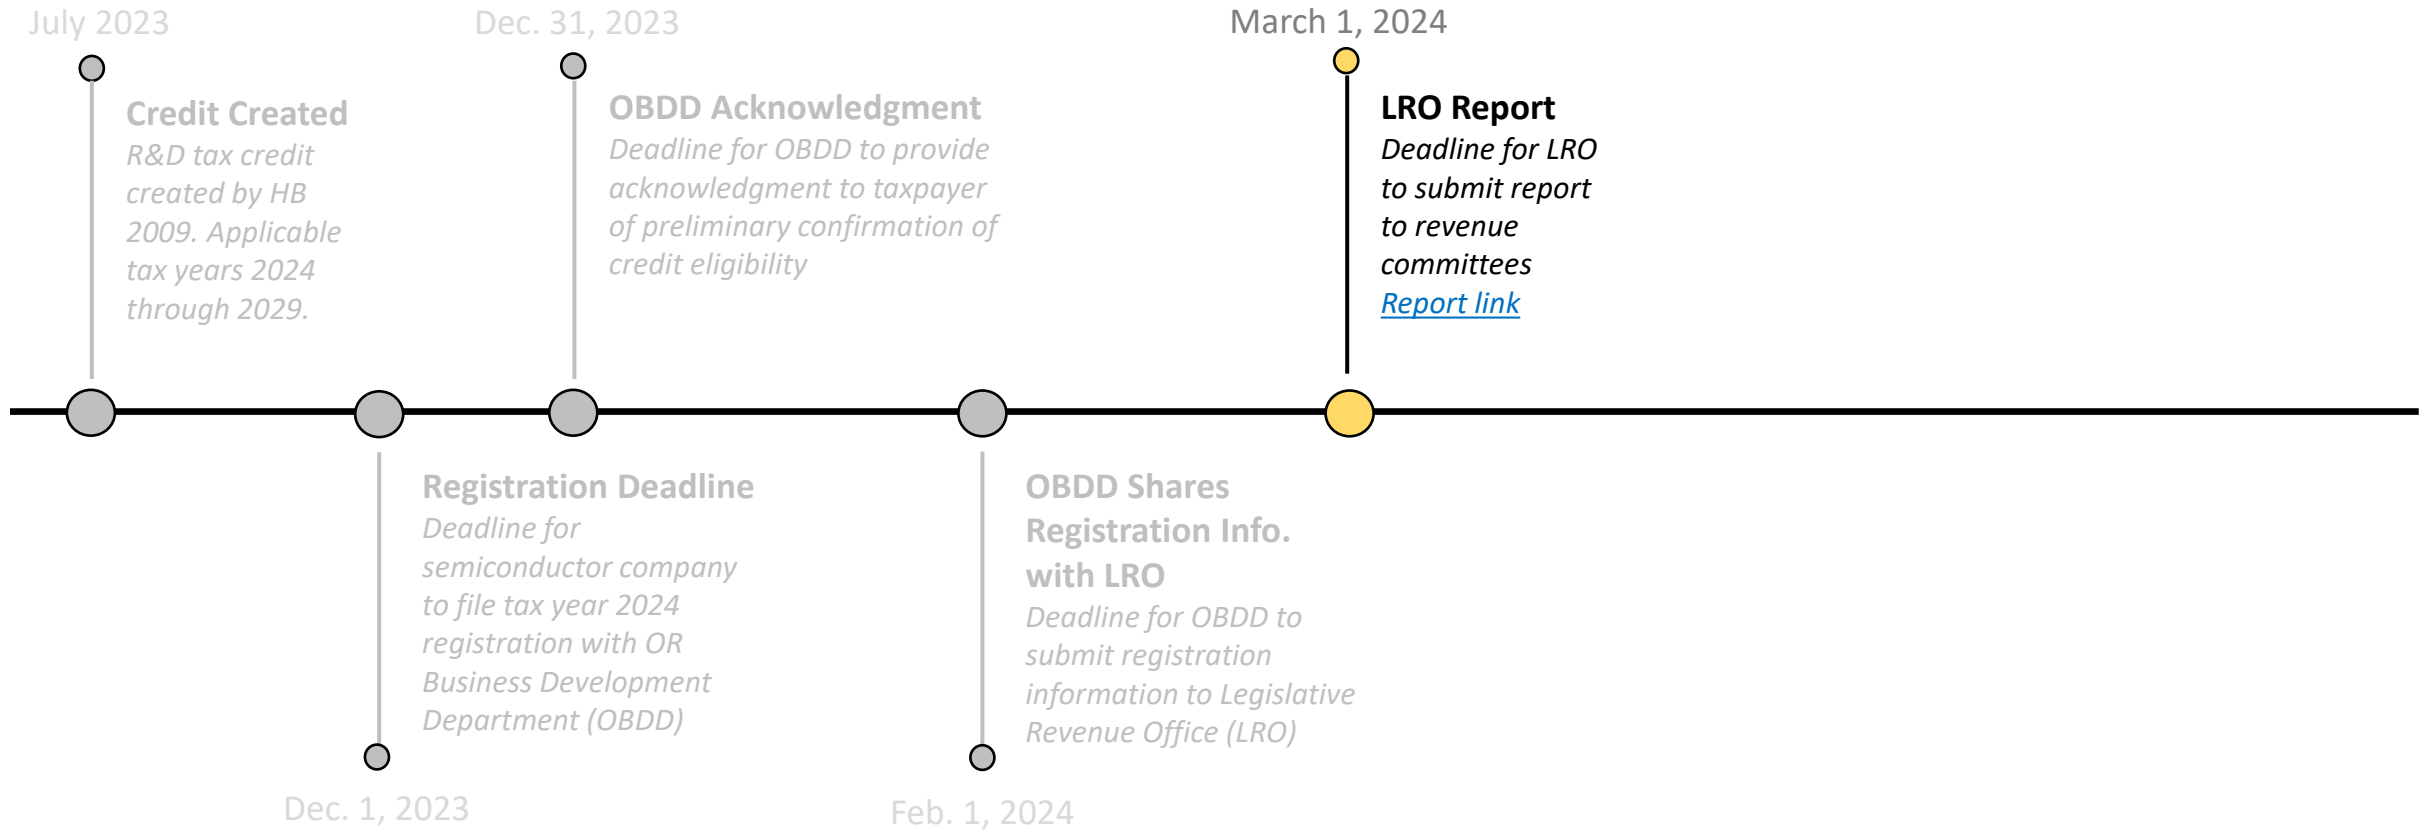 July 2023
Credit Created
R&D tax credit
created by HB
2009. Applicable
tax years 2024
through 2029.
Registration Deadline
Deadline for
semiconductor company
to file tax year 2024
registration with OR
Business Development
Department (OBDD)
Dec. 1, 2023
Dec. 31, 2023
OBDD Acknowledgment
Deadline for OBDD to provide
acknowledgment to taxpayer
of preliminary confirmation of
credit eligibility
OBDD Shares
Registration Info.
with LRO
Deadline for OBDD to
submit registration
information to Legislative
Revenue Office (LRO)
Feb. 1, 2024
March 1, 2024
LRO Report
Deadline for LRO
to submit report
to revenue
committees
Report link